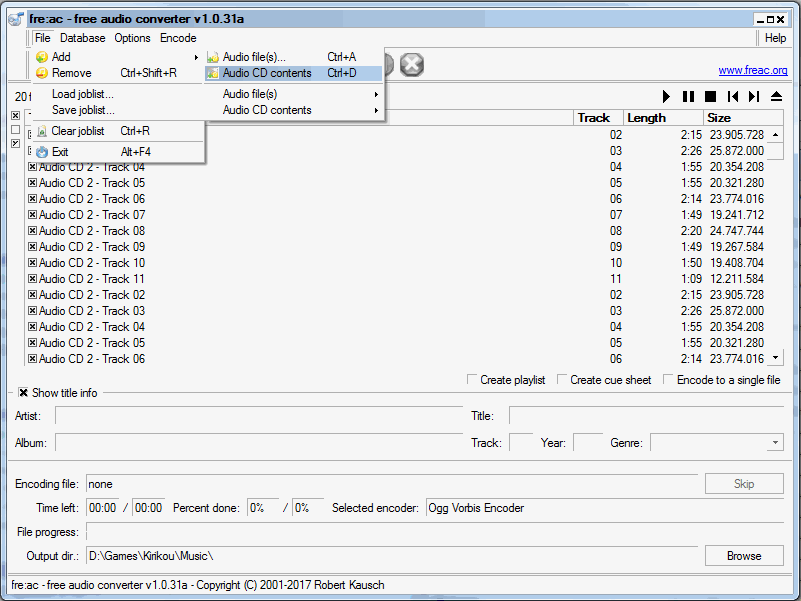 fre:ac - free audio converter v1.0.31a
File Database Options Encode Help
Add
Remove Ctrl+Shift+R
Load joblist...
Save joblist...
Clear joblist Ctrl+R
Exit Alt+F4
Audio file(s)... Ctrl+A
Audio CD contents Ctrl+D
Audio file(s)
Audio CD contents
www.freac.org
Track Length Size
02 2:15 23.905.728
03 2:26 25.872.000
Audio CD 2 - Track 04 04 1:55 20.354.208
Audio CD 2 - Track 05 05 1:55 20.321.280
Audio CD 2 - Track 06 06 2:14 23.774.016
Audio CD 2 - Track 07 07 1:49 19.241.712
Audio CD 2 - Track 08 08 2:20 24.747.744
Audio CD 2 - Track 09 09 1:49 19.267.584
Audio CD 2 - Track 10 10 1:50 19.408.704
Audio CD 2 - Track 11 11 1:09 12.211.584
Audio CD 2 - Track 02 02 2:15 23.905.728
Audio CD 2 - Track 03 03 2:26 25.872.000
Audio CD 2 - Track 04 04 1:55 20.354.208
Audio CD 2 - Track 05 05 1:55 20.321.280
Audio CD 2 - Track 06 06 2:14 23.774.016
Create playlist Create cue sheet Encode to a single file
Show title info
Artist: Title:
Album: Track: Year: Genre:
Encoding file: none Skip
Time left: 00:00 / 00:00 Percent done: 0% / 0% Selected encoder: Ogg Vorbis Encoder
File progress:
Output dir.: D:\Games\Kirikou\Music\ Browse
fre:ac - free audio converter v1.0.31a - Copyright (C) 2001-2017 Robert Kausch